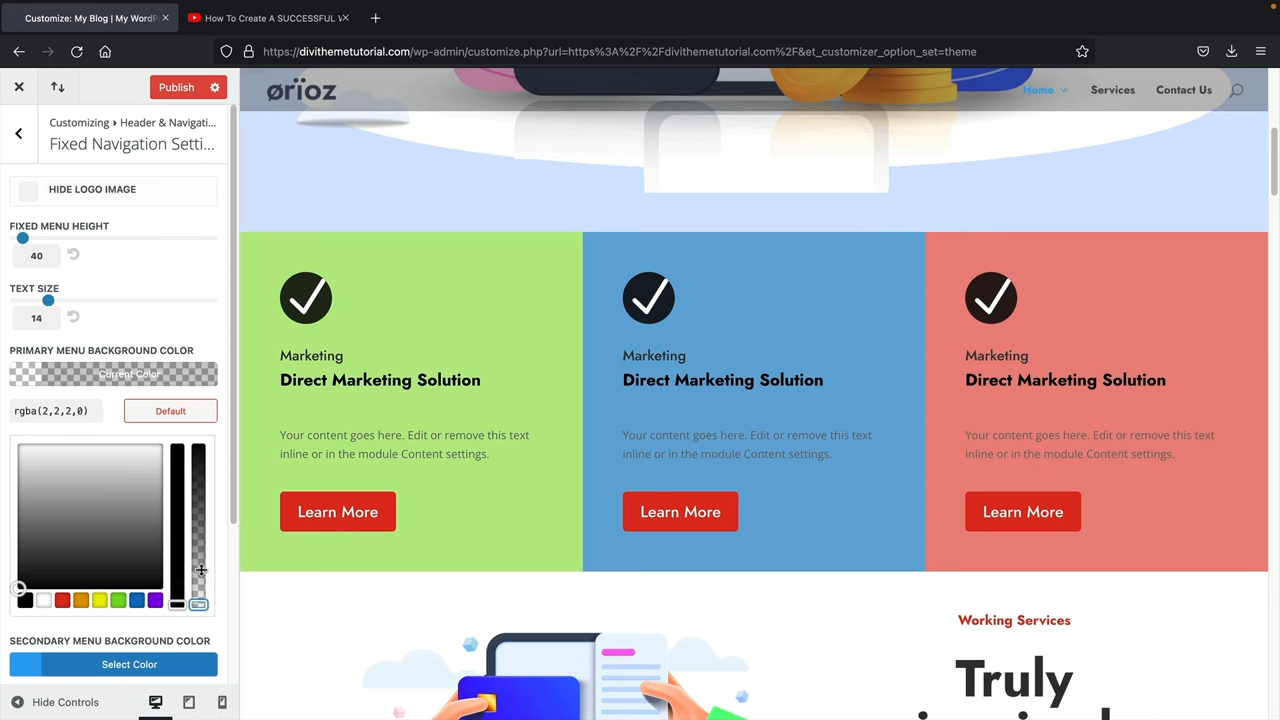 Customize: My Blog | My WordP
How To Create A SUCCESSFUL W
https://divithemetutorial.com/wp-admin/customize.php?url=https%3A%2F%2Fdivithemetutorial.com%2F&et_customizer_option_set=theme
Publish
Customizing ▸ Header & Navigati...
Fixed Navigation Setti...
HIDE LOGO IMAGE
FIXED MENU HEIGHT
40
TEXT SIZE
14
PRIMARY MENU BACKGROUND COLOR
Current Color
rgba(2,2,2,0)
Default
SECONDARY MENU BACKGROUND COLOR
Select Color
Hide Controls
ørïoz
Home
Services
Contact Us
Marketing
Direct Marketing Solution
Your content goes here. Edit or remove this text
inline or in the module Content settings.
Learn More
Marketing
Direct Marketing Solution
Your content goes here. Edit or remove this text
inline or in the module Content settings.
Learn More
Marketing
Direct Marketing Solution
Your content goes here. Edit or remove this text
inline or in the module Content settings.
Learn More
Working Services
Truly